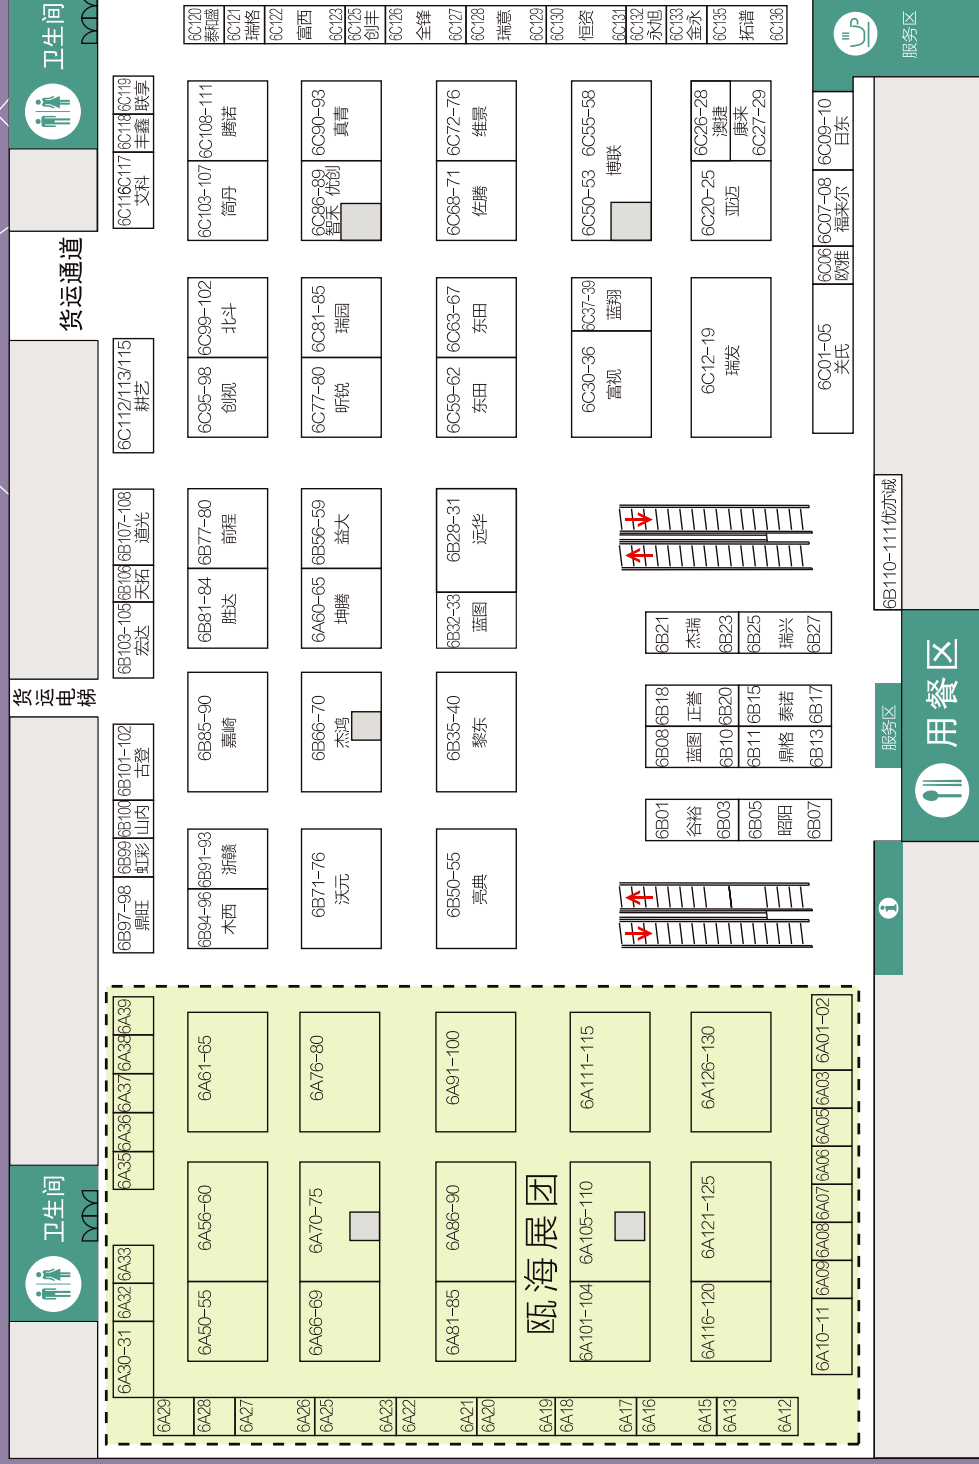 卫生间
6C120
泰和盛
6C121
瑞格
6C122
富西
6C123
6C125
创丰
6C126
全锋
6C127
6C128
瑞意
6C129
6C130
恒资
6C131
6C132
永旭
6C133
金永
6C135
拓谱
6C136
服务区
6C119
联享
6C118
丰鑫
6C117
6C116
艾科
6C108-111
腾诺
6C103-107
简丹
6C90-93
真青
6C86-89
优创
智禾
6C72-76
维景
6C68-71
佐腾
6C55-58
6C50-53
博联
6C26-28
澳捷
康来
6C27-29
6C20-25
亚迈
6C09-10
日东
6C07-08
福来尔
6C06
欧雅
6C01-05
关氏
货运通道
6C112/113/115
耕艺
6C99-102
北斗
6C95-98
创视
6C81-85
瑞园
6C77-80
昕锐
6C63-67
东田
6C59-62
东田
6C37-39
蓝翔
6C30-36
富视
6C12-19
瑞发
6B107-108
道光
6B106
天拓
6B103-105
宏达
6B77-80
前程
6B81-84
胜达
6B56-59
益大
6A60-65
坤腾
6B28-31
远华
6B32-33
蓝图
6B110-111优亦诚
货运电梯
6B21
杰瑞
6B23
6B25
瑞兴
6B27
6B18
正誉
6B20
6B15
泰诺
6B17
6B08
蓝图
6B10
6B11
鼎格
6B13
6B01
谷裕
6B03
6B05
昭阳
6B07
服务区
用餐区
6B85-90
嘉崎
6B66-70
杰鸿
6B35-40
黎东
6B101-102
古登
6B100
山内
6B99
虹彩
6B97-98
鼎旺
6B91-93
浙赣
6B94-96
木西
6B71-76
沃元
6B50-55
亮典
i
6A39
6A38
6A37
6A36
6A35
6A61-65
6A76-80
6A91-100
6A111-115
6A126-130
6A01-02
6A03
6A05
6A06
6A07
6A08
6A09
6A10-11
卫生间
6A33
6A32
6A30-31
6A56-60
6A50-55
6A70-75
6A66-69
6A86-90
6A81-85
瓯海展团
6A105-110
6A101-104
6A121-125
6A116-120
6A29
6A28
6A27
6A26
6A25
6A23
6A22
6A21
6A20
6A19
6A18
6A17
6A16
6A15
6A13
6A12